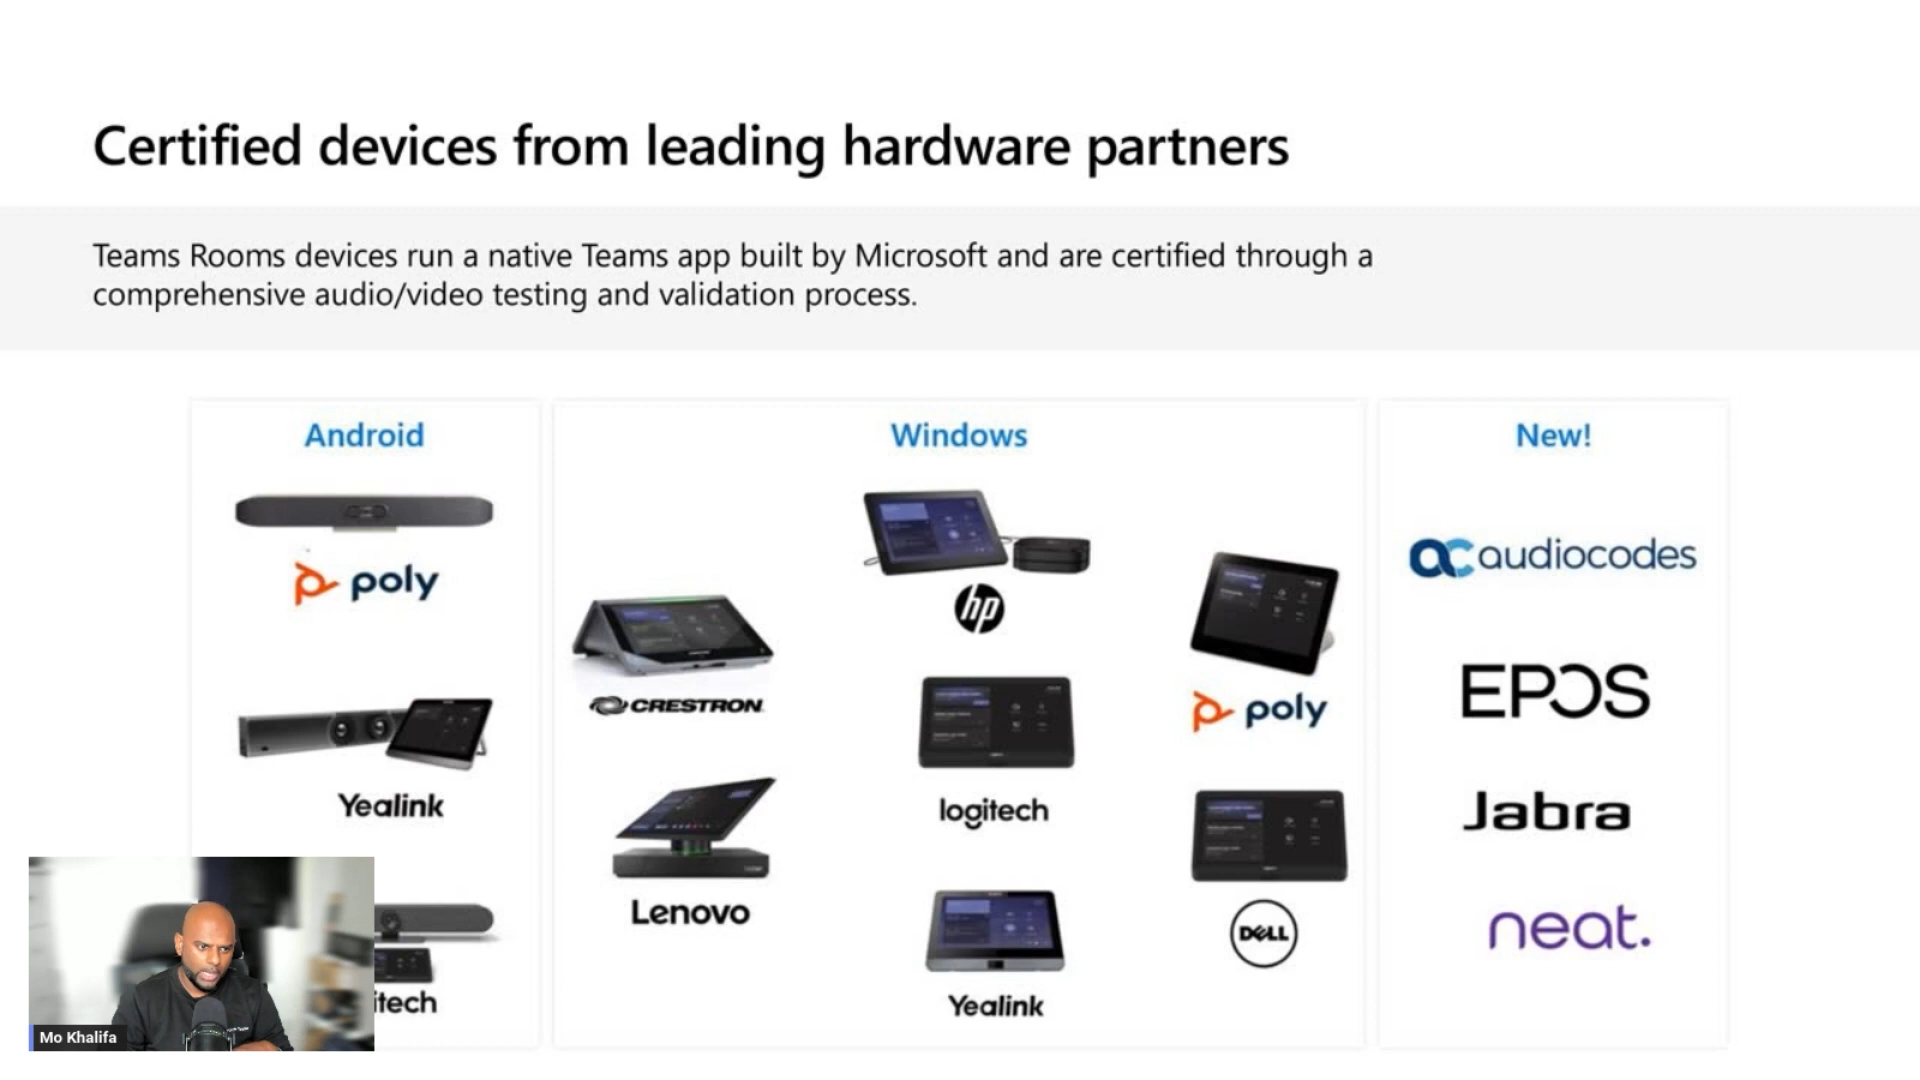 Certified devices from leading hardware partners
Teams Rooms devices run a native Teams app built by Microsoft and are certified through a
comprehensive audio/video testing and validation process.
Android
poly
Yealink
itech
Windows
hp
CRESTRON
poly
logitech
Lenovo
DELL
Yealink
New!
audiocodes
EPOS
Jabra
neat.
Mo Khalifa